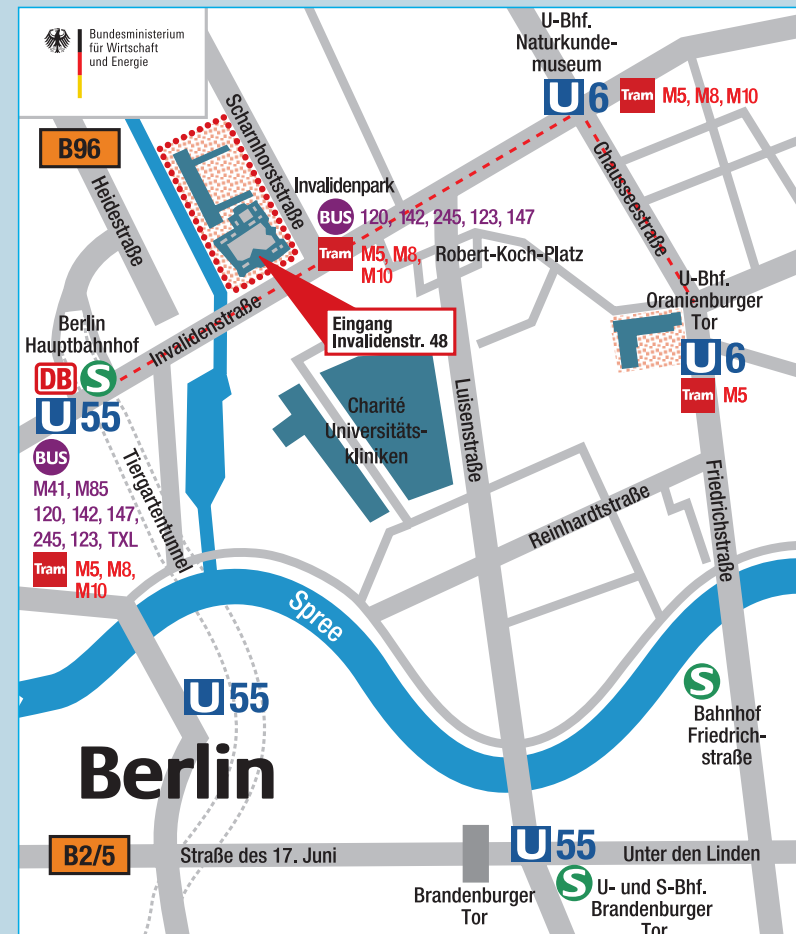 Bundesministerium
für Wirtschaft
und Energie
U-Bhf.
Naturkunde-
museum
U 6
Tram M5, M8, M10
B96
Heidestraße
Scharnhorststraße
Chausseestraße
Invalidenpark
BUS 120, 142, 245, 123, 147
Tram M5, M8,
M10
Robert-Koch-Platz
Invalidenstraße
Eingang
Invalidenstr. 48
U-Bhf.
Oranienburger
Tor
U 6
Tram M5
Berlin
Hauptbahnhof
DB S
U 55
BUS
M41, M85
120, 142, 147,
245, 123, TXL
Tram M5, M8,
M10
Tiergartentunnel
Charité
Universitäts-
kliniken
Luisenstraße
Reinhardtstraße
Friedrichstraße
Spree
U 55
S
Bahnhof
Friedrich-
straße
Berlin
B2/5
Straße des 17. Juni
U 55
Unter den Linden
Brandenburger
Tor
S U- und S-Bhf.
Brandenburger
Tor